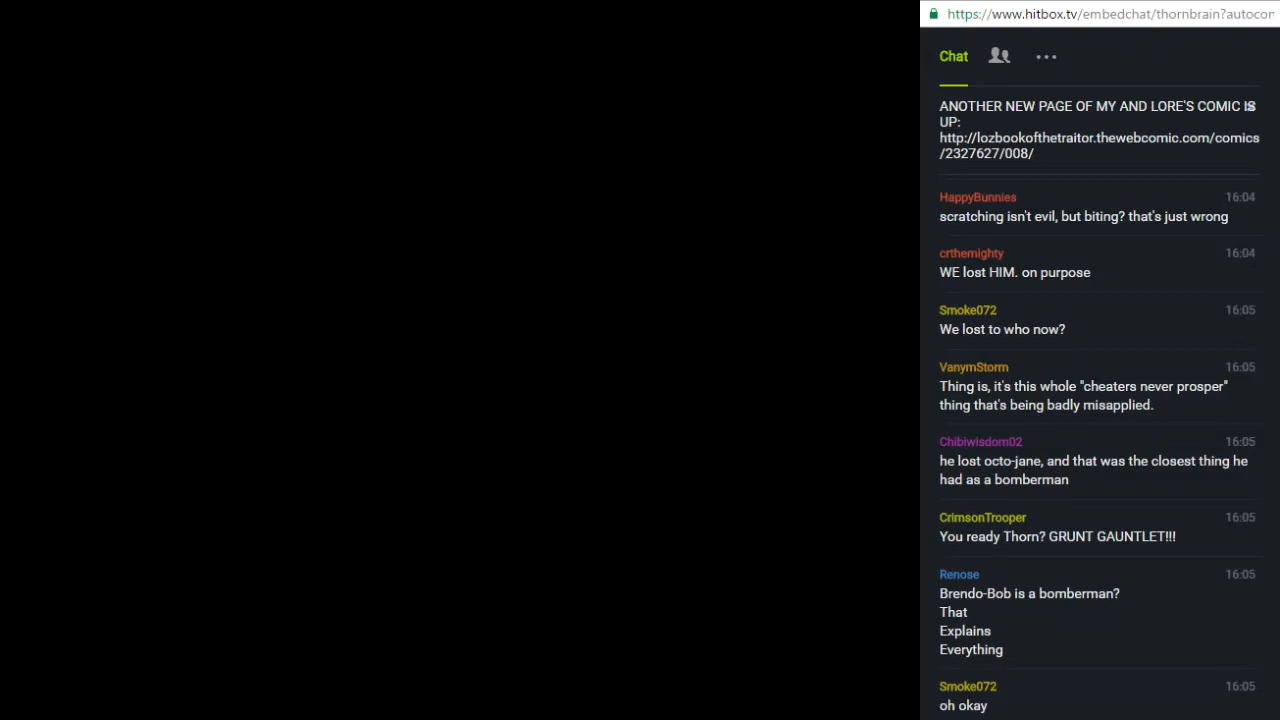 https://www.hitbox.tv/embedchat/thornbrain?autocon
Chat
ANOTHER NEW PAGE OF MY AND LORE'S COMIC IS
UP:
http://lozbookofthetraitor.thewebcomic.com/comics
/2327627/008/
HappyBunnies 16:04
scratching isn't evil, but biting? that's just wrong
crthemighty 16:04
WE lost HIM. on purpose
Smoke072 16:05
We lost to who now?
VanymStorm 16:05
Thing is, it's this whole "cheaters never prosper"
thing that's being badly misapplied.
Chibiwisdom02 16:05
he lost octo-jane, and that was the closest thing he
had as a bomberman
CrimsonTrooper 16:05
You ready Thorn? GRUNT GAUNTLET!!!
Renose 16:05
Brendo-Bob is a bomberman?
That
Explains
Everything
Smoke072 16:05
oh okay